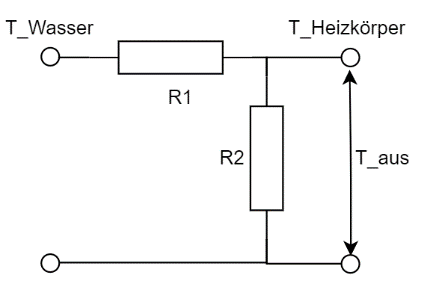 T_Wasser
T_Heizkörper
R1
R2
T_aus